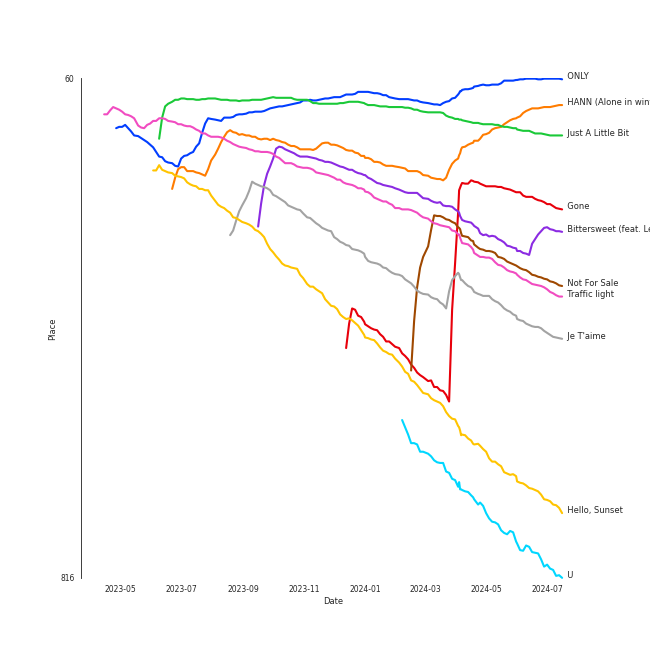 60
ONLY
HANN (Alone in win
Just A Little Bit
Gone
Bittersweet (feat. Le
Not For Sale
Traffic light
Je T'aime
Hello, Sunset
U
Place
816
2023-05 2023-07 2023-09 2023-11 2024-01 2024-03 2024-05 2024-07
Date